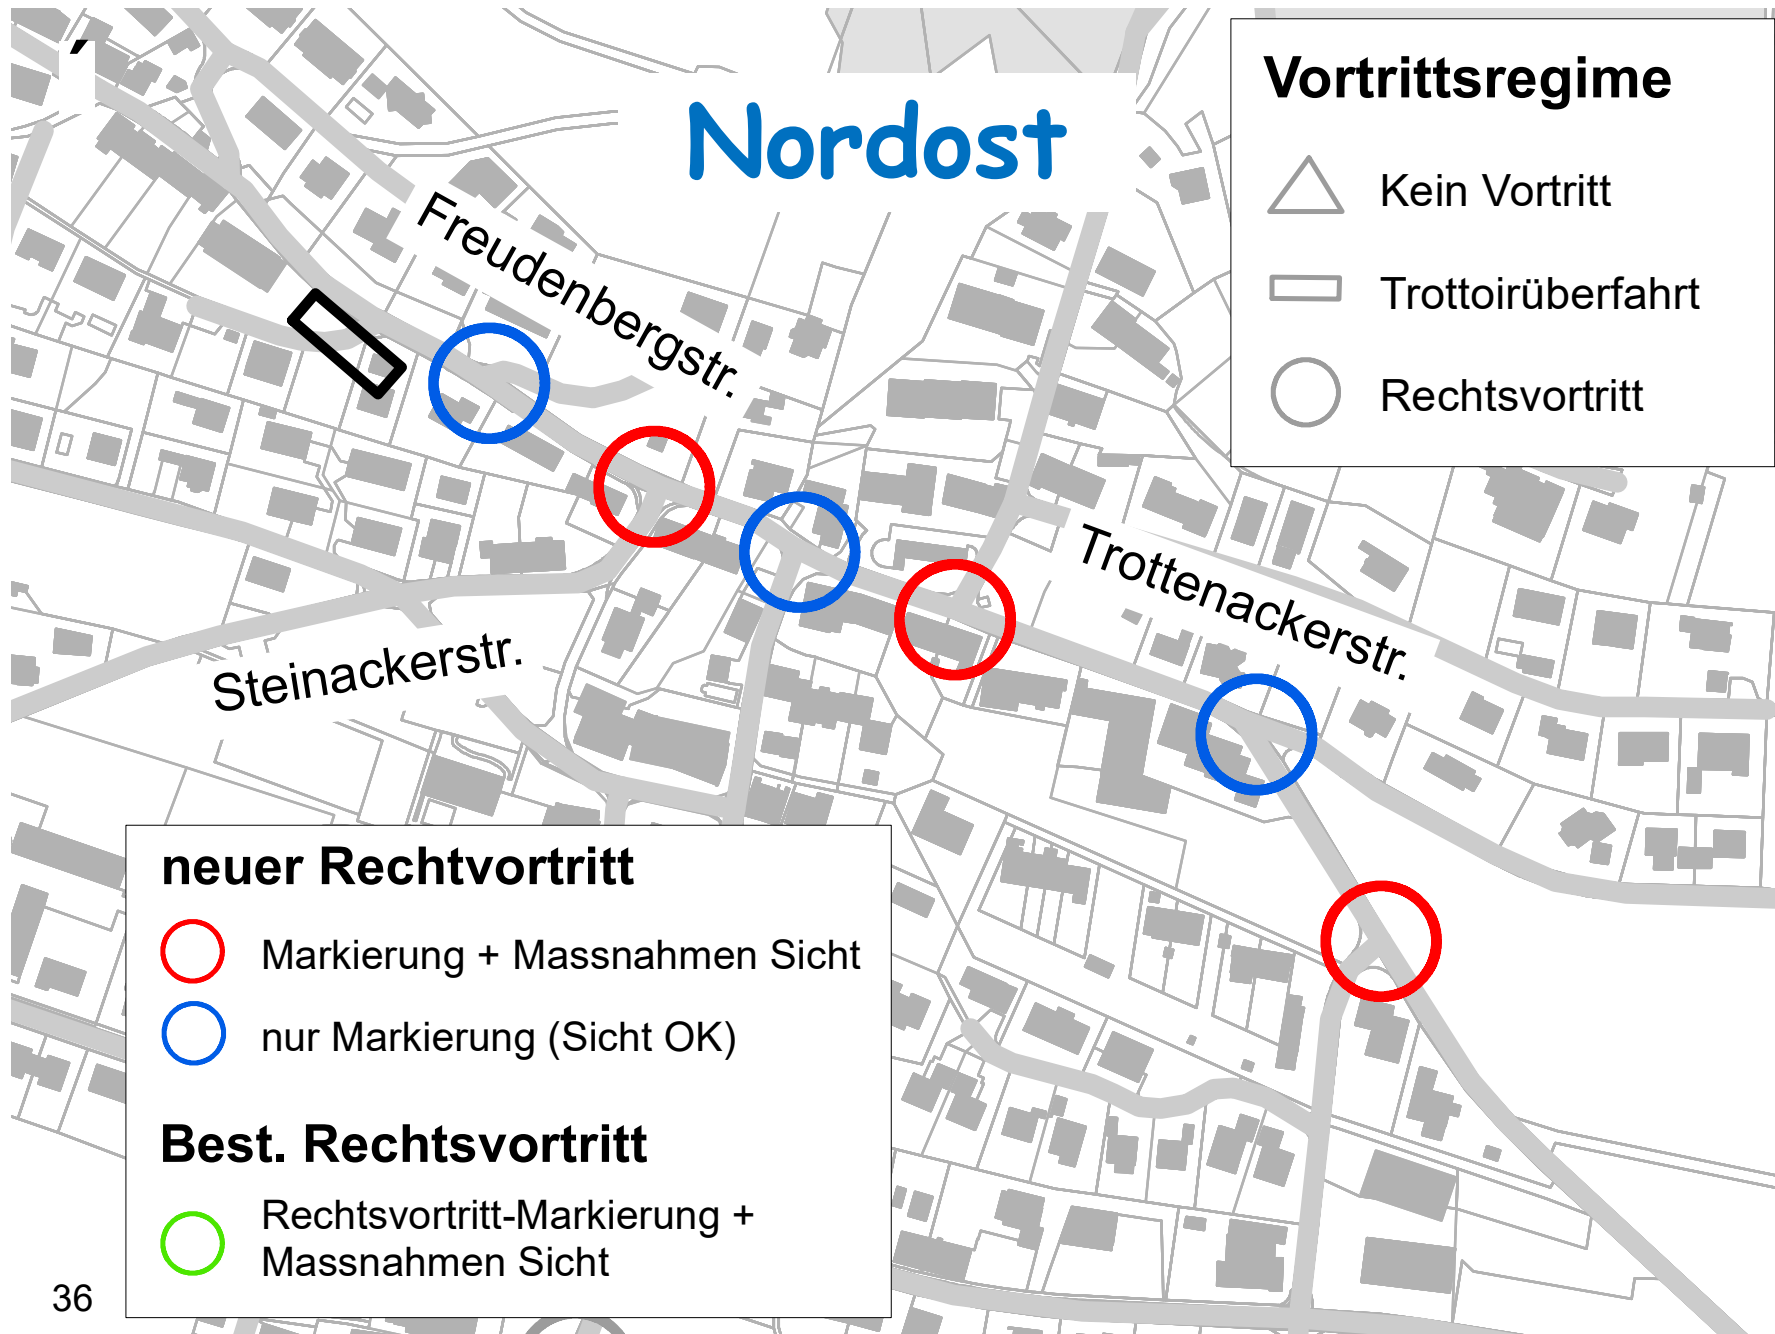 Nordost
Vortrittsregime
Kein Vortritt
Trottoirüberfahrt
Rechtsvortritt
Freudenbergstr.
Trottenackerstr.
Steinackerstr.
neuer Rechtvortritt
Markierung + Massnahmen Sicht
nur Markierung (Sicht OK)
Best. Rechtsvortritt
Rechtsvortritt-Markierung +
Massnahmen Sicht
36